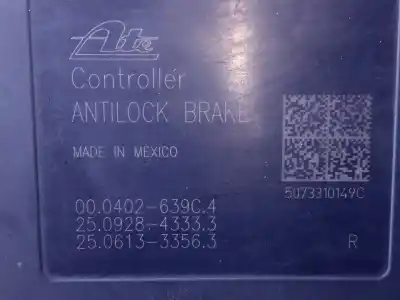 Ate
Controller
ANTILOCK BRAKE
MADE IN MEXICO
5U73310149C
00.0402-639C.4
25.0928-4333.3
25.0613-3356.3 R